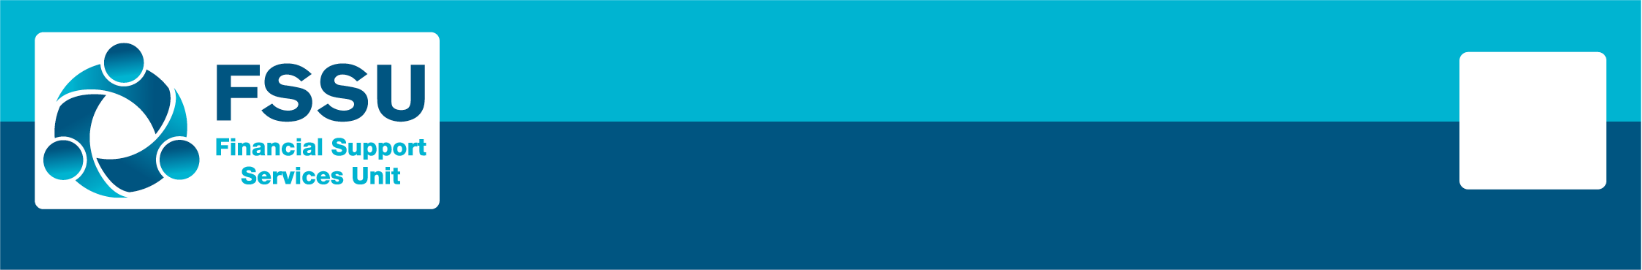 FSSU
Financial Support
Services Unit